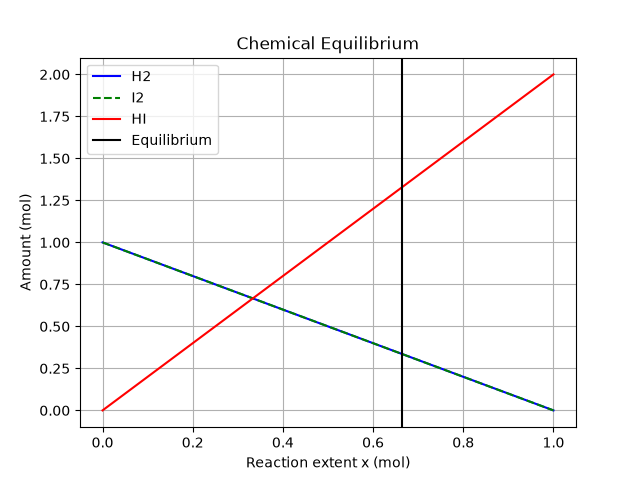 Chemical Equilibrium
H2
I2
HI
Equilibrium
2.00
1.75
1.50
1.25
1.00
0.75
0.50
0.25
0.00
Amount (mol)
0.0 0.2 0.4 0.6 0.8 1.0
Reaction extent x (mol)